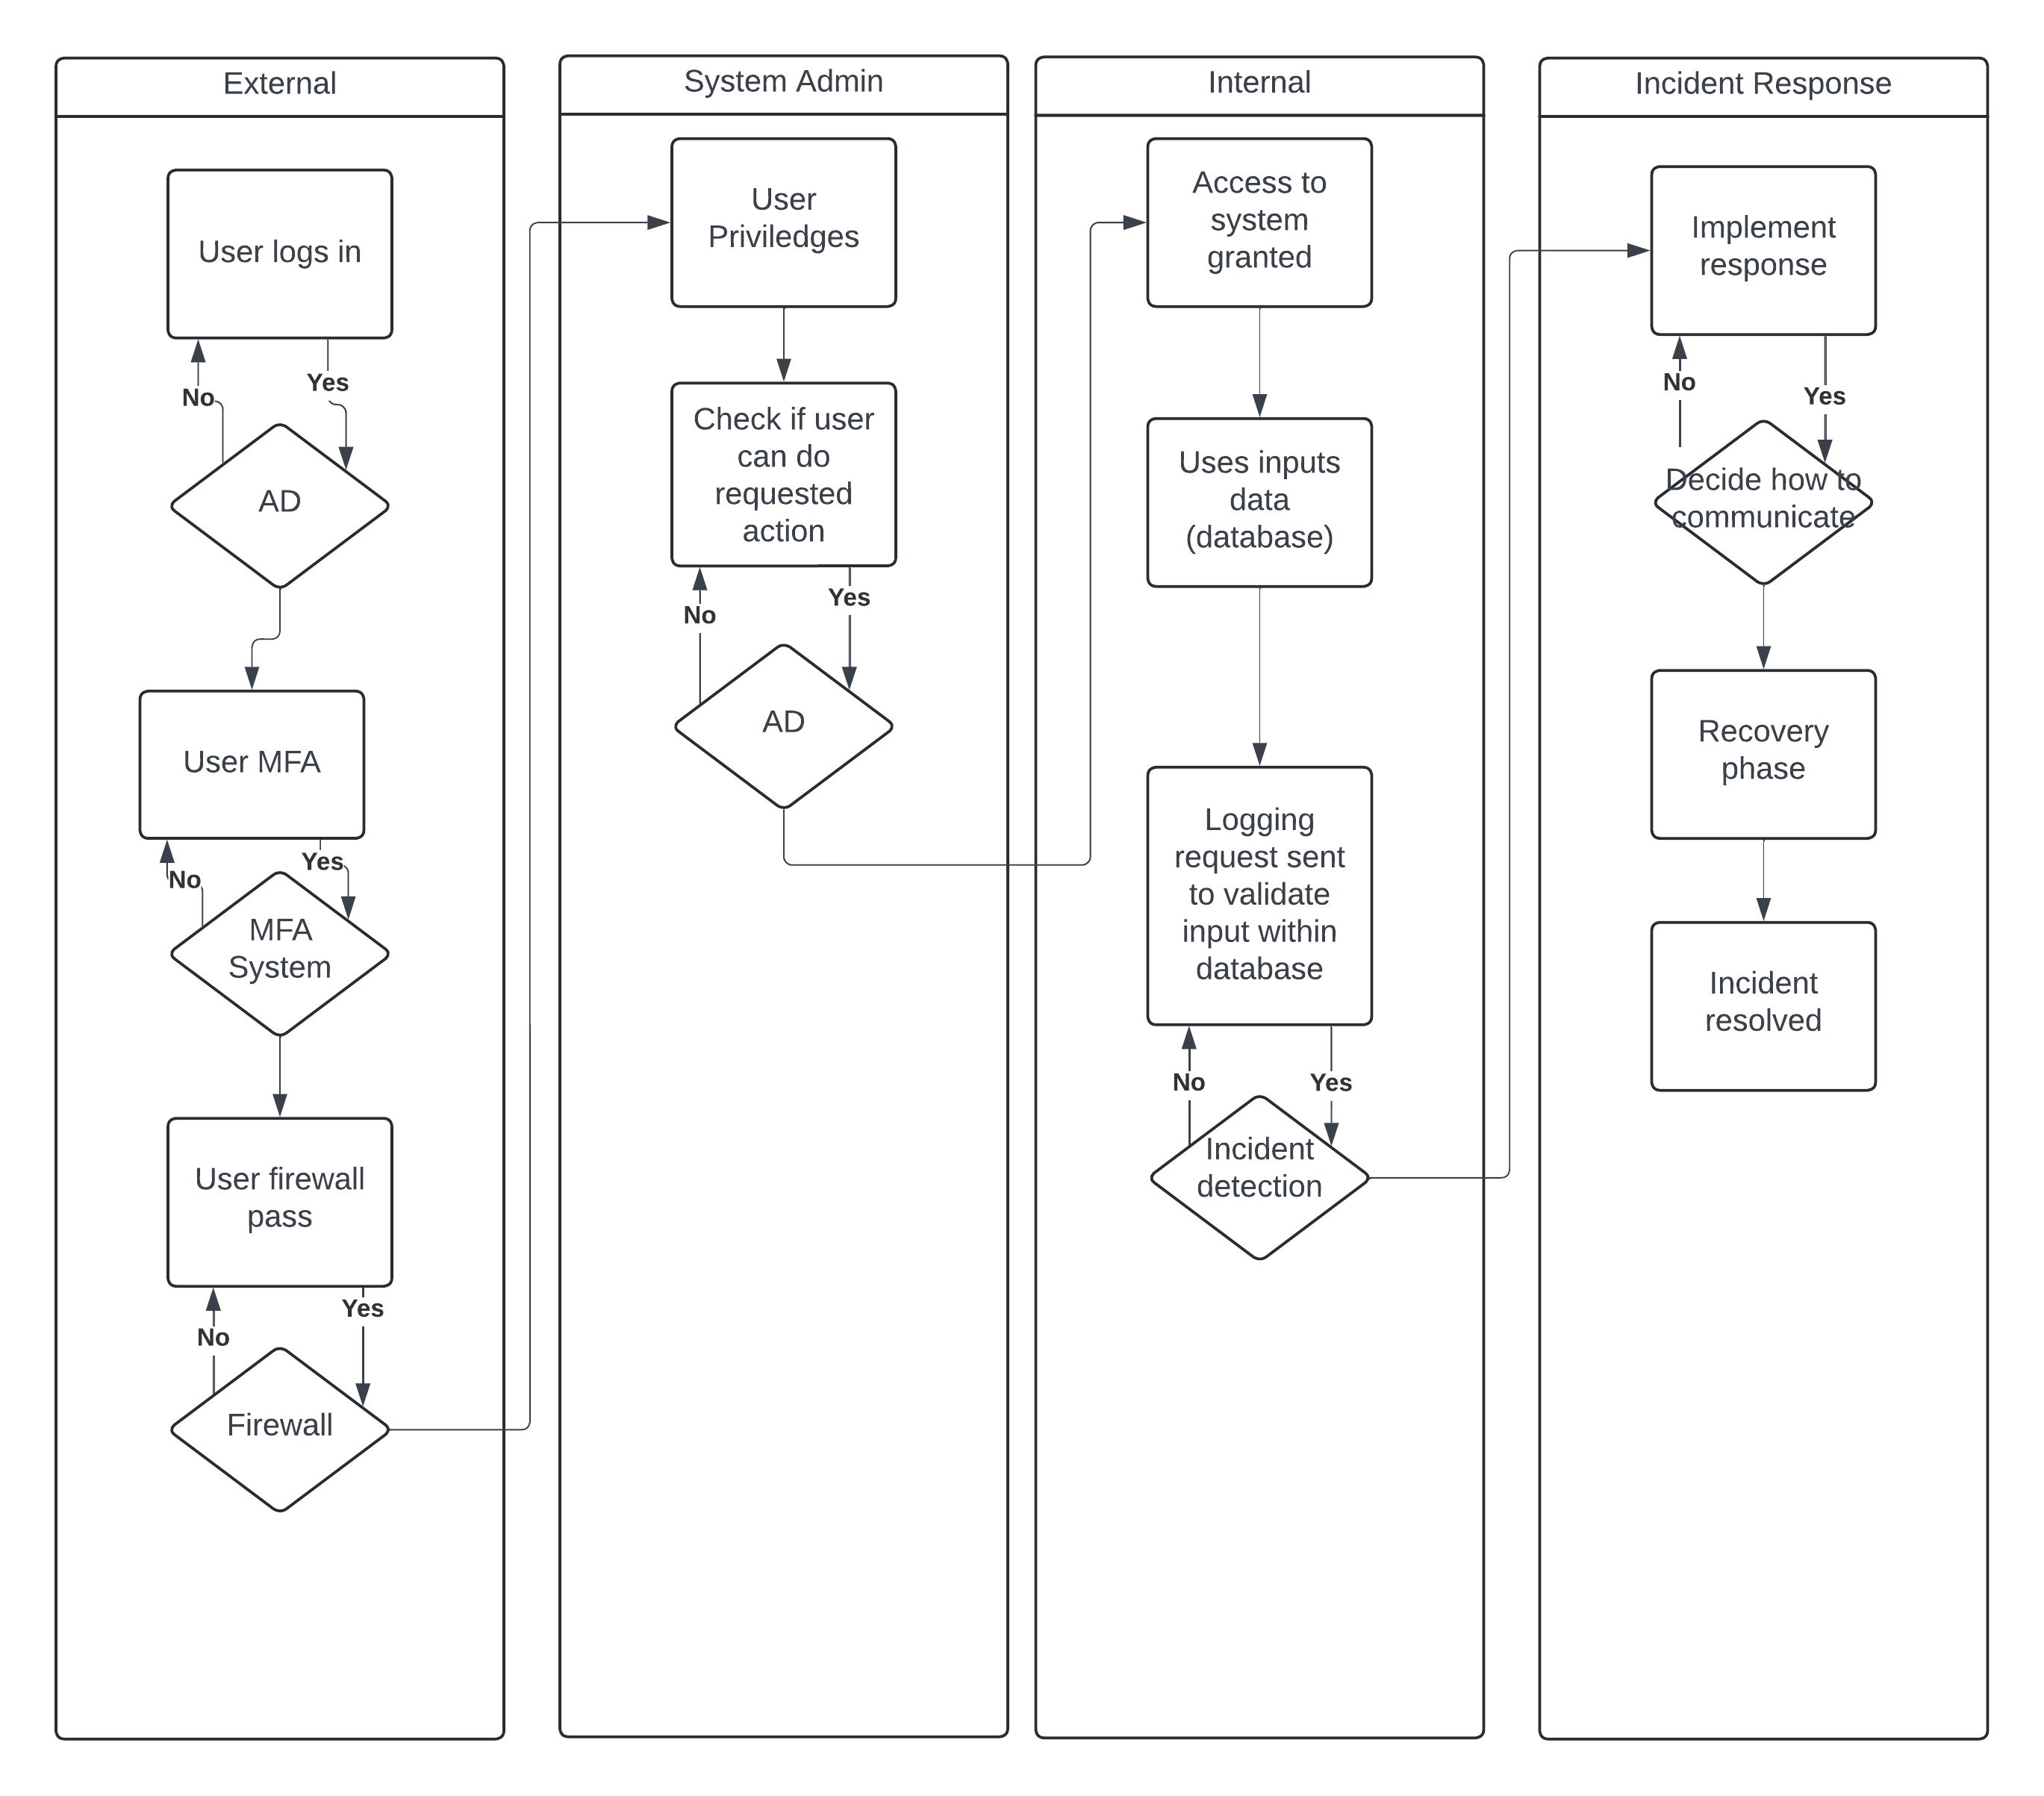 External
User logs in
No
Yes
AD
User MFA
No
Yes
MFA
System
User firewall
pass
No
Yes
Firewall
System Admin
User
Priviledges
Check if user
can do
requested
action
No
Yes
AD
Internal
Access to
system
granted
Uses inputs
data
(database)
Logging
request sent
to validate
input within
database
No
Yes
Incident
detection
Incident Response
Implement
response
No
Yes
Decide how to
communicate
Recovery
phase
Incident
resolved